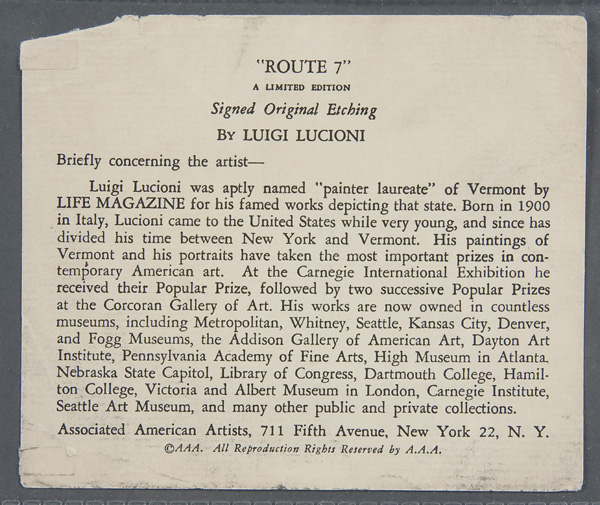 "ROUTE 7"
A LIMITED EDITION
Signed Original Etching
BY LUIGI LUCIONI
Briefly concerning the artist—
Luigi Lucioni was aptly named "painter laureate" of Vermont by
LIFE MAGAZINE for his famed works depicting that state. Born in 1900
in Italy, Lucioni came to the United States while very young, and since has
divided his time between New York and Vermont. His paintings of
Vermont and his portraits have taken the most important prizes in con-
temporary American art. At the Carnegie International Exhibition he
received their Popular Prize, followed by two successive Popular Prizes
at the Corcoran Gallery of Art. His works are now owned in countless
museums, including Metropolitan, Whitney, Seattle, Kansas City, Denver,
and Fogg Museums, the Addison Gallery of American Art, Dayton Art
Institute, Pennsylvania Academy of Fine Arts, High Museum in Atlanta.
Nebraska State Capitol, Library of Congress, Dartmouth College, Hamil-
ton College, Victoria and Albert Museum in London, Carnegie Institute,
Seattle Art Museum, and many other public and private collections.
Associated American Artists, 711 Fifth Avenue, New York 22, N. Y.
©AAA. All Reproduction Rights Reserved by A.A.A.